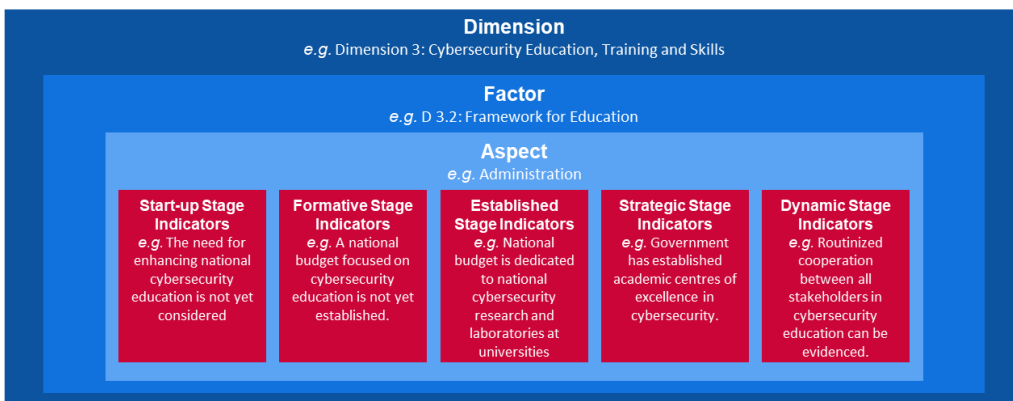 Dimension
e.g. Dimension 3: Cybersecurity Education, Training and Skills
Factor
e.g. D 3.2: Framework for Education
Aspect
e.g. Administration
Start-up Stage
Indicators
e.g. The need for
enhancing national
cybersecurity
education is not yet
considered
Formative Stage
Indicators
e.g. A national
budget focused on
cybersecurity
education is not yet
established.
Established
Stage Indicators
e.g. National
budget is dedicated
to national
cybersecurity
research and
laboratories at
universities
Strategic Stage
Indicators
e.g. Government
has established
academic centres of
excellence in
cybersecurity.
Dynamic Stage
Indicators
e.g. Routinized
cooperation
between all
stakeholders in
cybersecurity
education can be
evidenced.